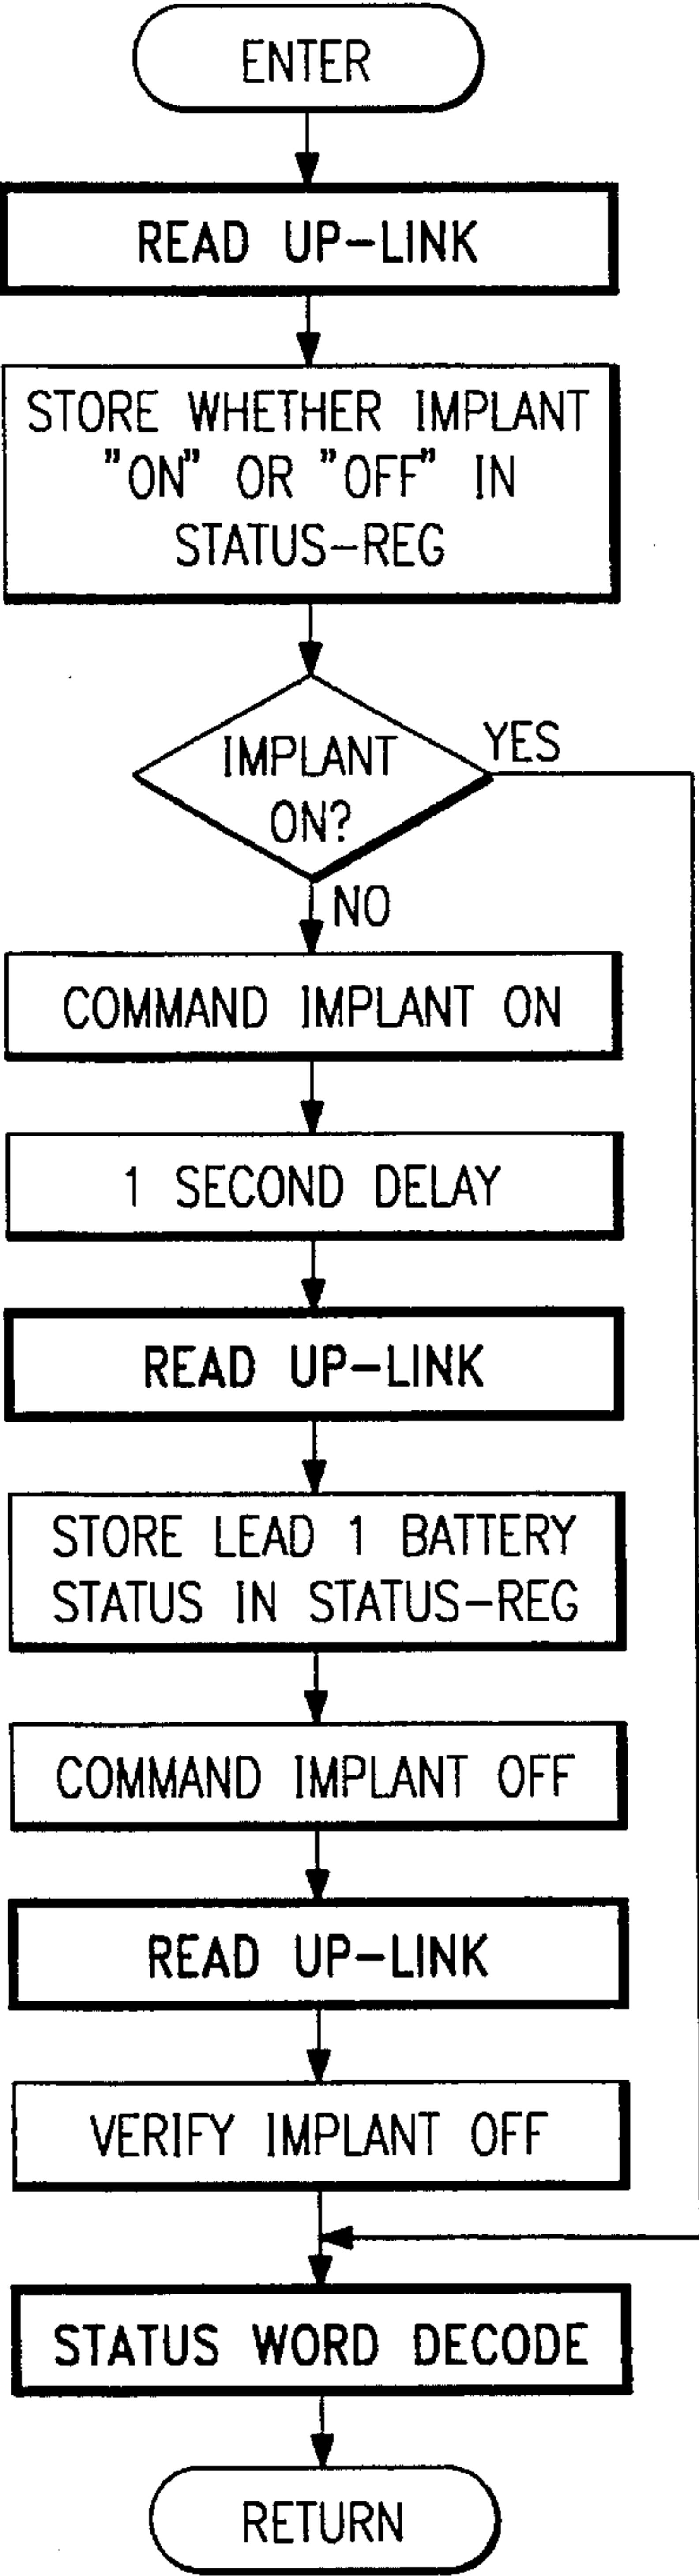 ENTER
READ UP-LINK
STORE WHETHER IMPLANT
"ON" OR "OFF" IN
STATUS-REG
IMPLANT
ON?
YES
NO
COMMAND IMPLANT ON
1 SECOND DELAY
READ UP-LINK
STORE LEAD 1 BATTERY
STATUS IN STATUS-REG
COMMAND IMPLANT OFF
READ UP-LINK
VERIFY IMPLANT OFF
STATUS WORD DECODE
RETURN